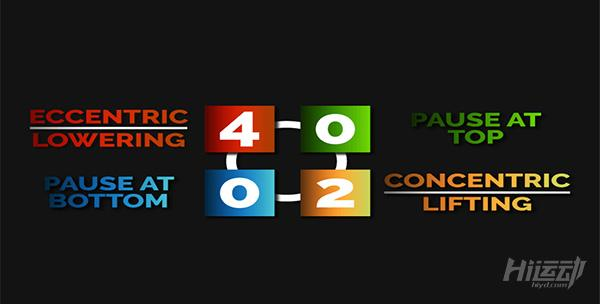 ECCENTRIC
LOWERING
4
0
PAUSE AT
TOP
PAUSE AT
BOTTOM
0
2
CONCENTRIC
LIFTING
Hi运动
hiyd.com